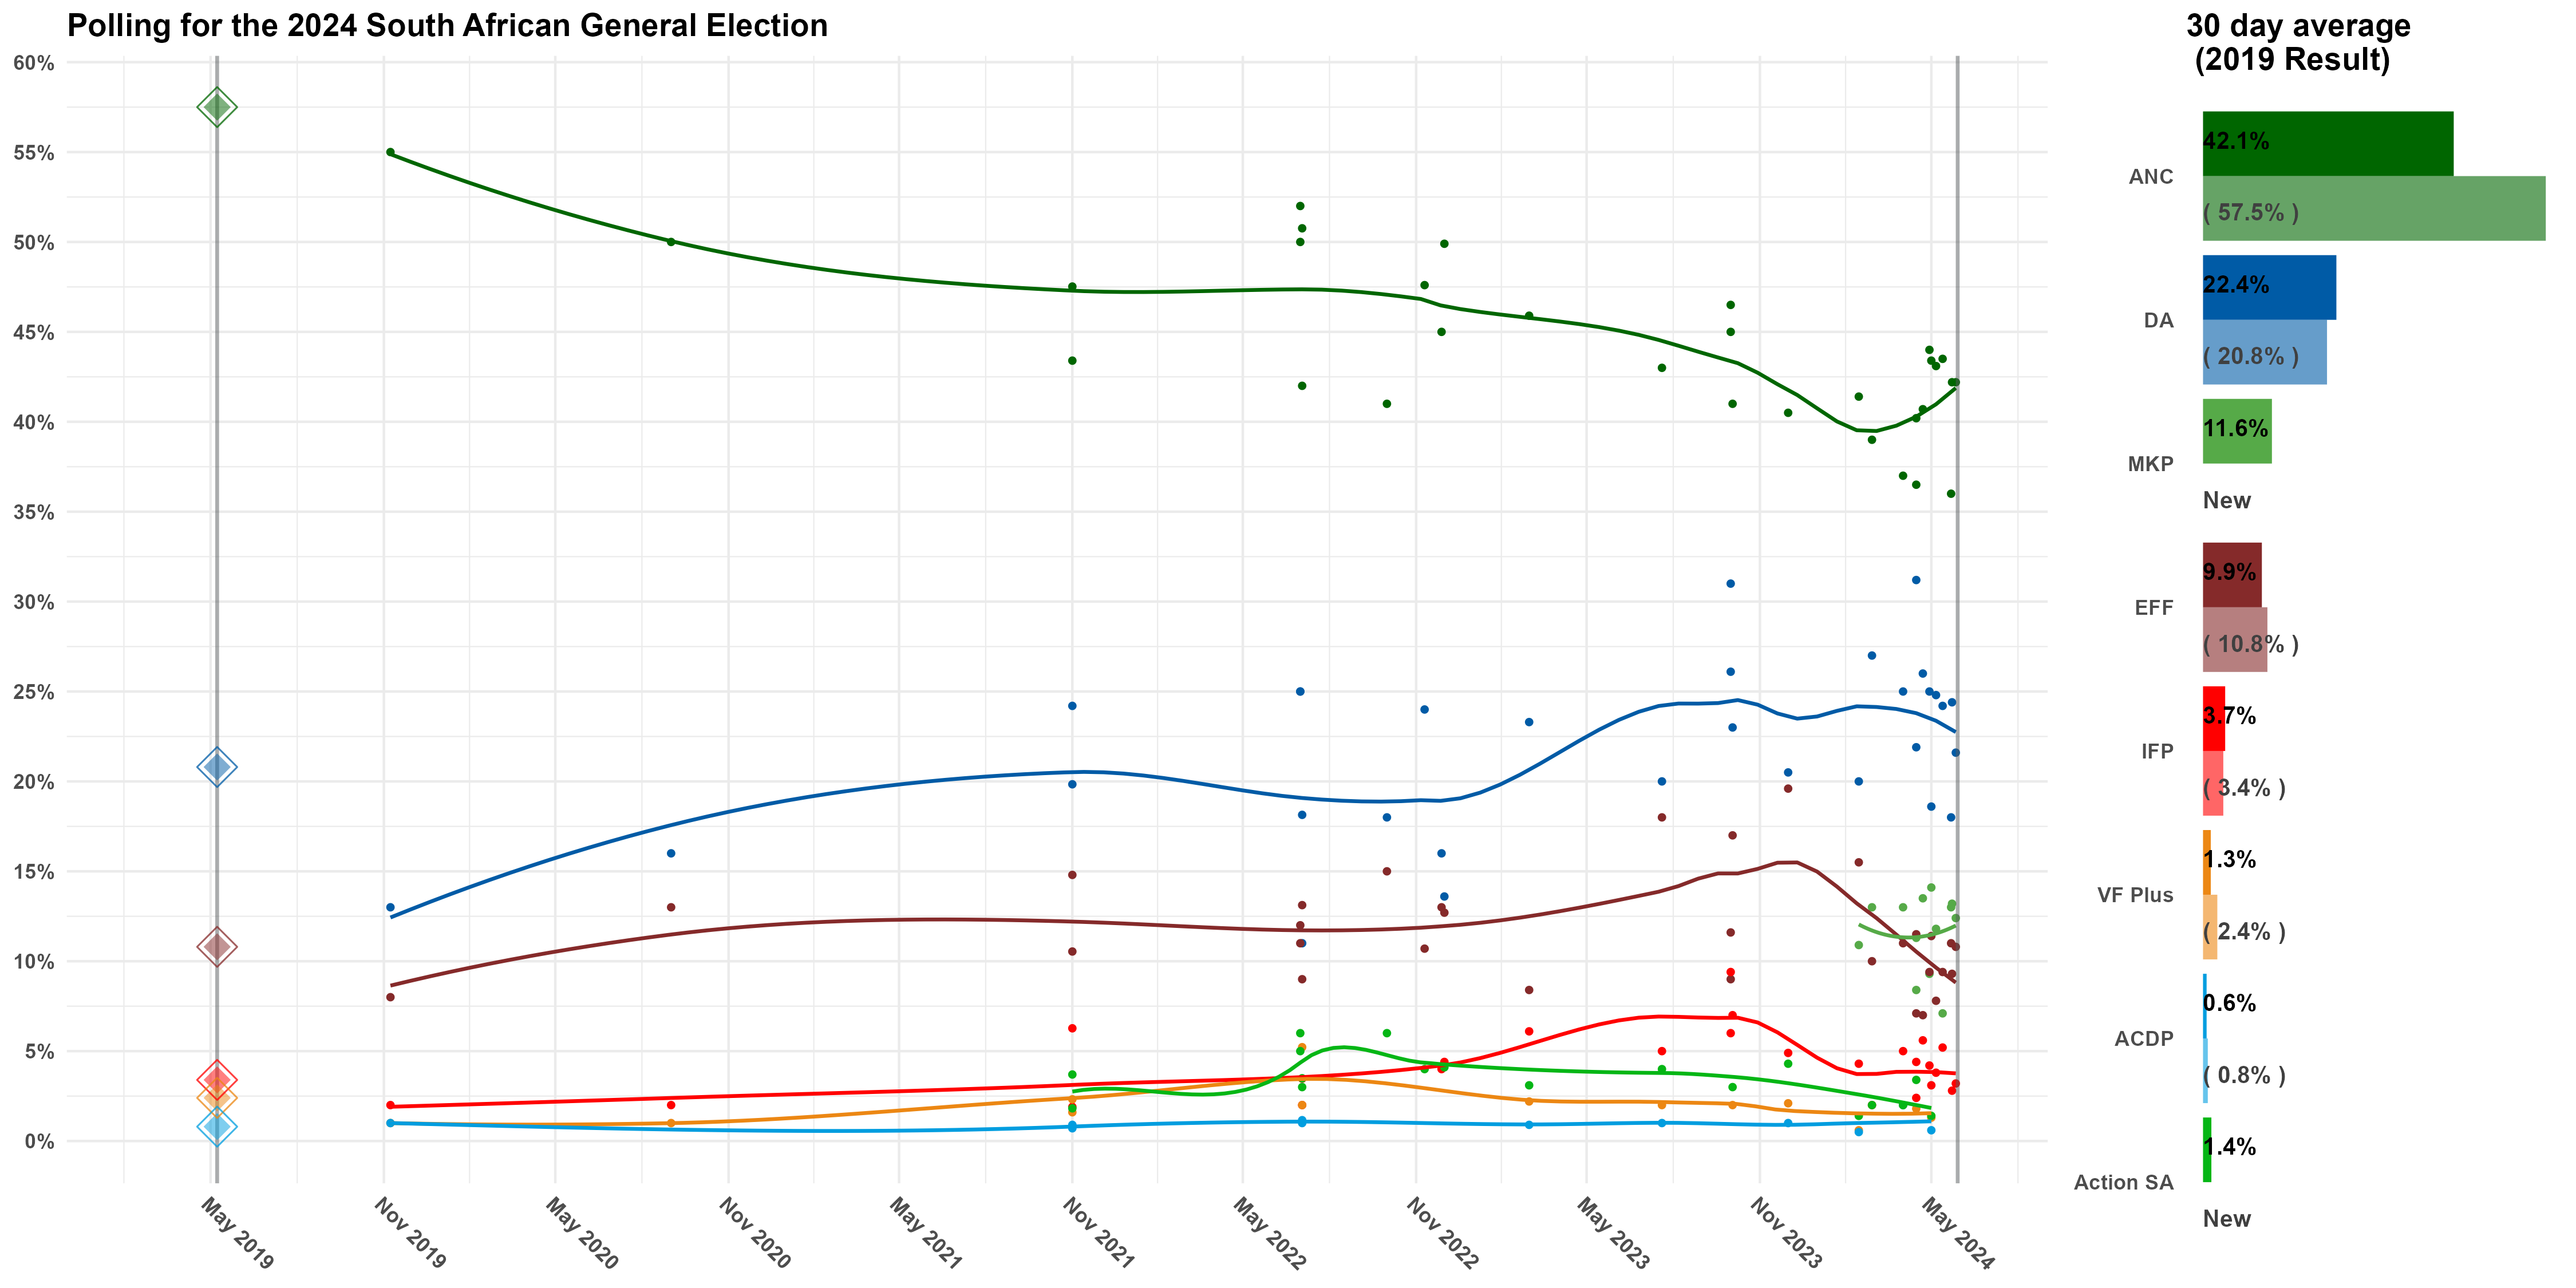 Polling for the 2024 South African General Election
60%
55%
50%
45%
40%
35%
30%
25%
20%
15%
10%
5%
0%
May 2019
Nov 2019
May 2020
Nov 2020
May 2021
Nov 2021
May 2022
Nov 2022
May 2023
Nov 2023
May 2024
30 day average
(2019 Result)
ANC
42.1%
( 57.5% )
DA
22.4%
( 20.8% )
MKP
11.6%
New
EFF
9.9%
( 10.8% )
IFP
3.7%
( 3.4% )
VF Plus
1.3%
( 2.4% )
ACDP
0.6%
( 0.8% )
Action SA
1.4%
New